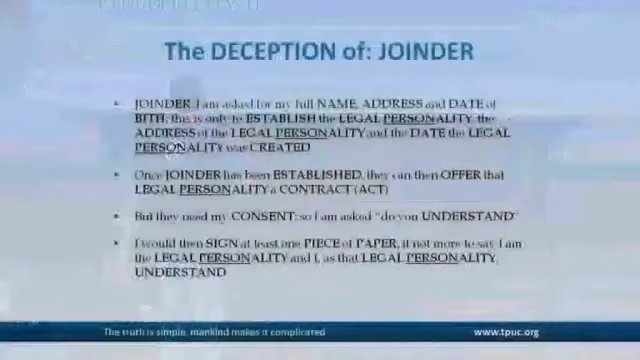 The DECEPTION of: JOINDER
JOINDER. I am asked for my full NAME, ADDRESS and DATE of
BITH, this is only to ESTABLISH the LEGAL PERSONALITY, the
ADDRESS of the LEGAL PERSONALITY and the DATE the LEGAL
PERSONALITY was CREATED
Once JOINDER has been ESTABLISHED, they can then OFFER that
LEGAL PERSONALITY a CONTRACT (ACT)
But they need my CONSENT: so I am asked "do you UNDERSTAND"
I would then SIGN at least one PIECE of PAPER, if not more to say, I am
the LEGAL PERSONALITY and I, as that LEGAL PERSONALITY,
UNDERSTAND
The truth is simple, mankind makes it complicated
www.tpuc.org